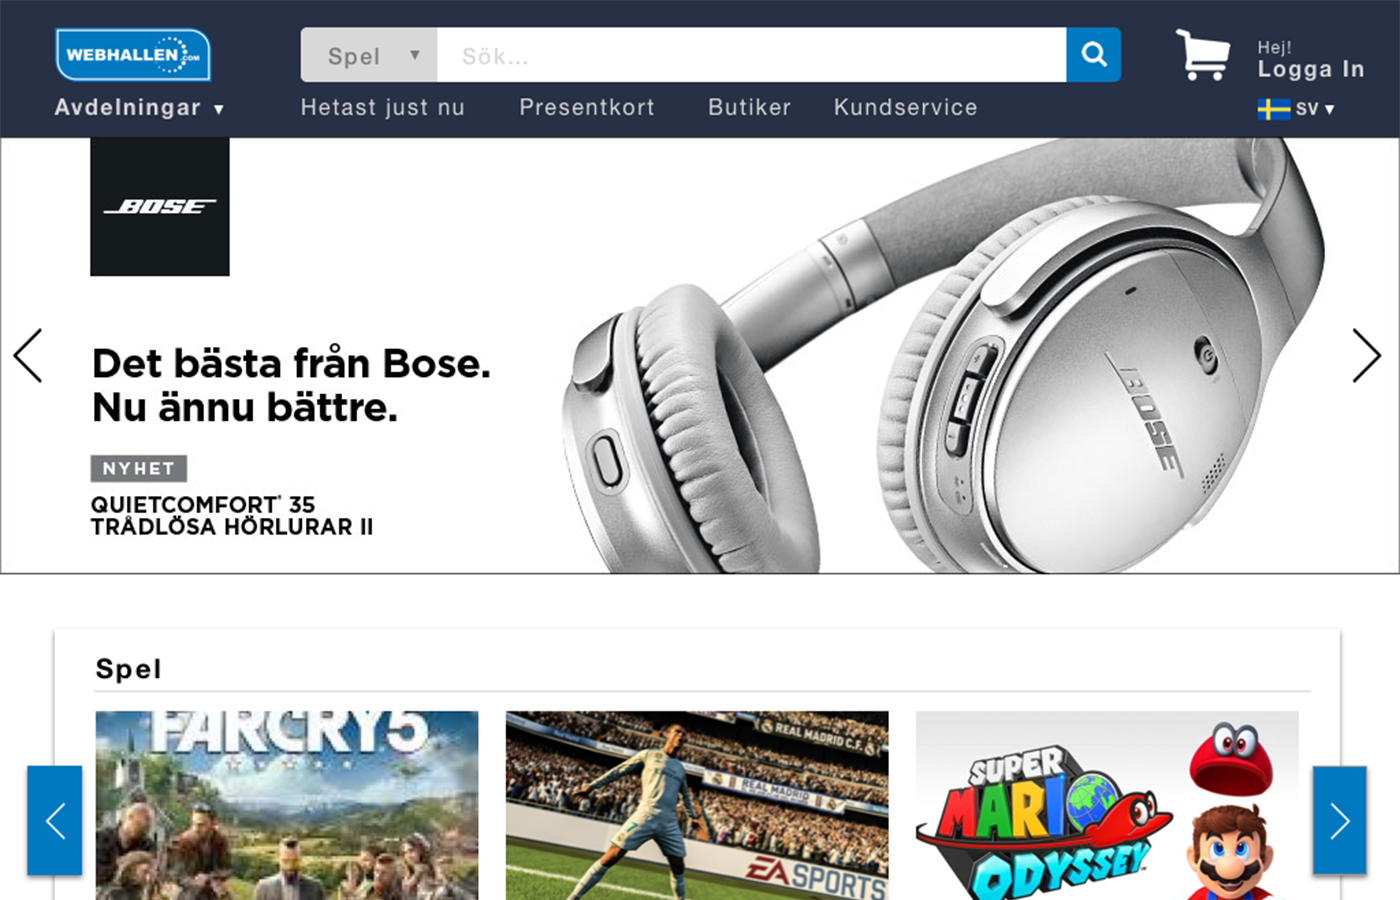 WEBHALLEN.COM
Spel ▼
Sök...
Hej!
Logga In
Avdelningar ▼
Hetast just nu
Presentkort
Butiker
Kundservice
SV ▼
BOSE
Det bästa från Bose.
Nu ännu bättre.
NYHET
QUIETCOMFORT® 35
TRÅDLÖSA HÖRLURAR II
BOSE
Spel
FARCRY5
REAL MADRID C.F.
REAL MADRID
7
EA SPORTS
SUPER
MARIO
ODYSSEY™